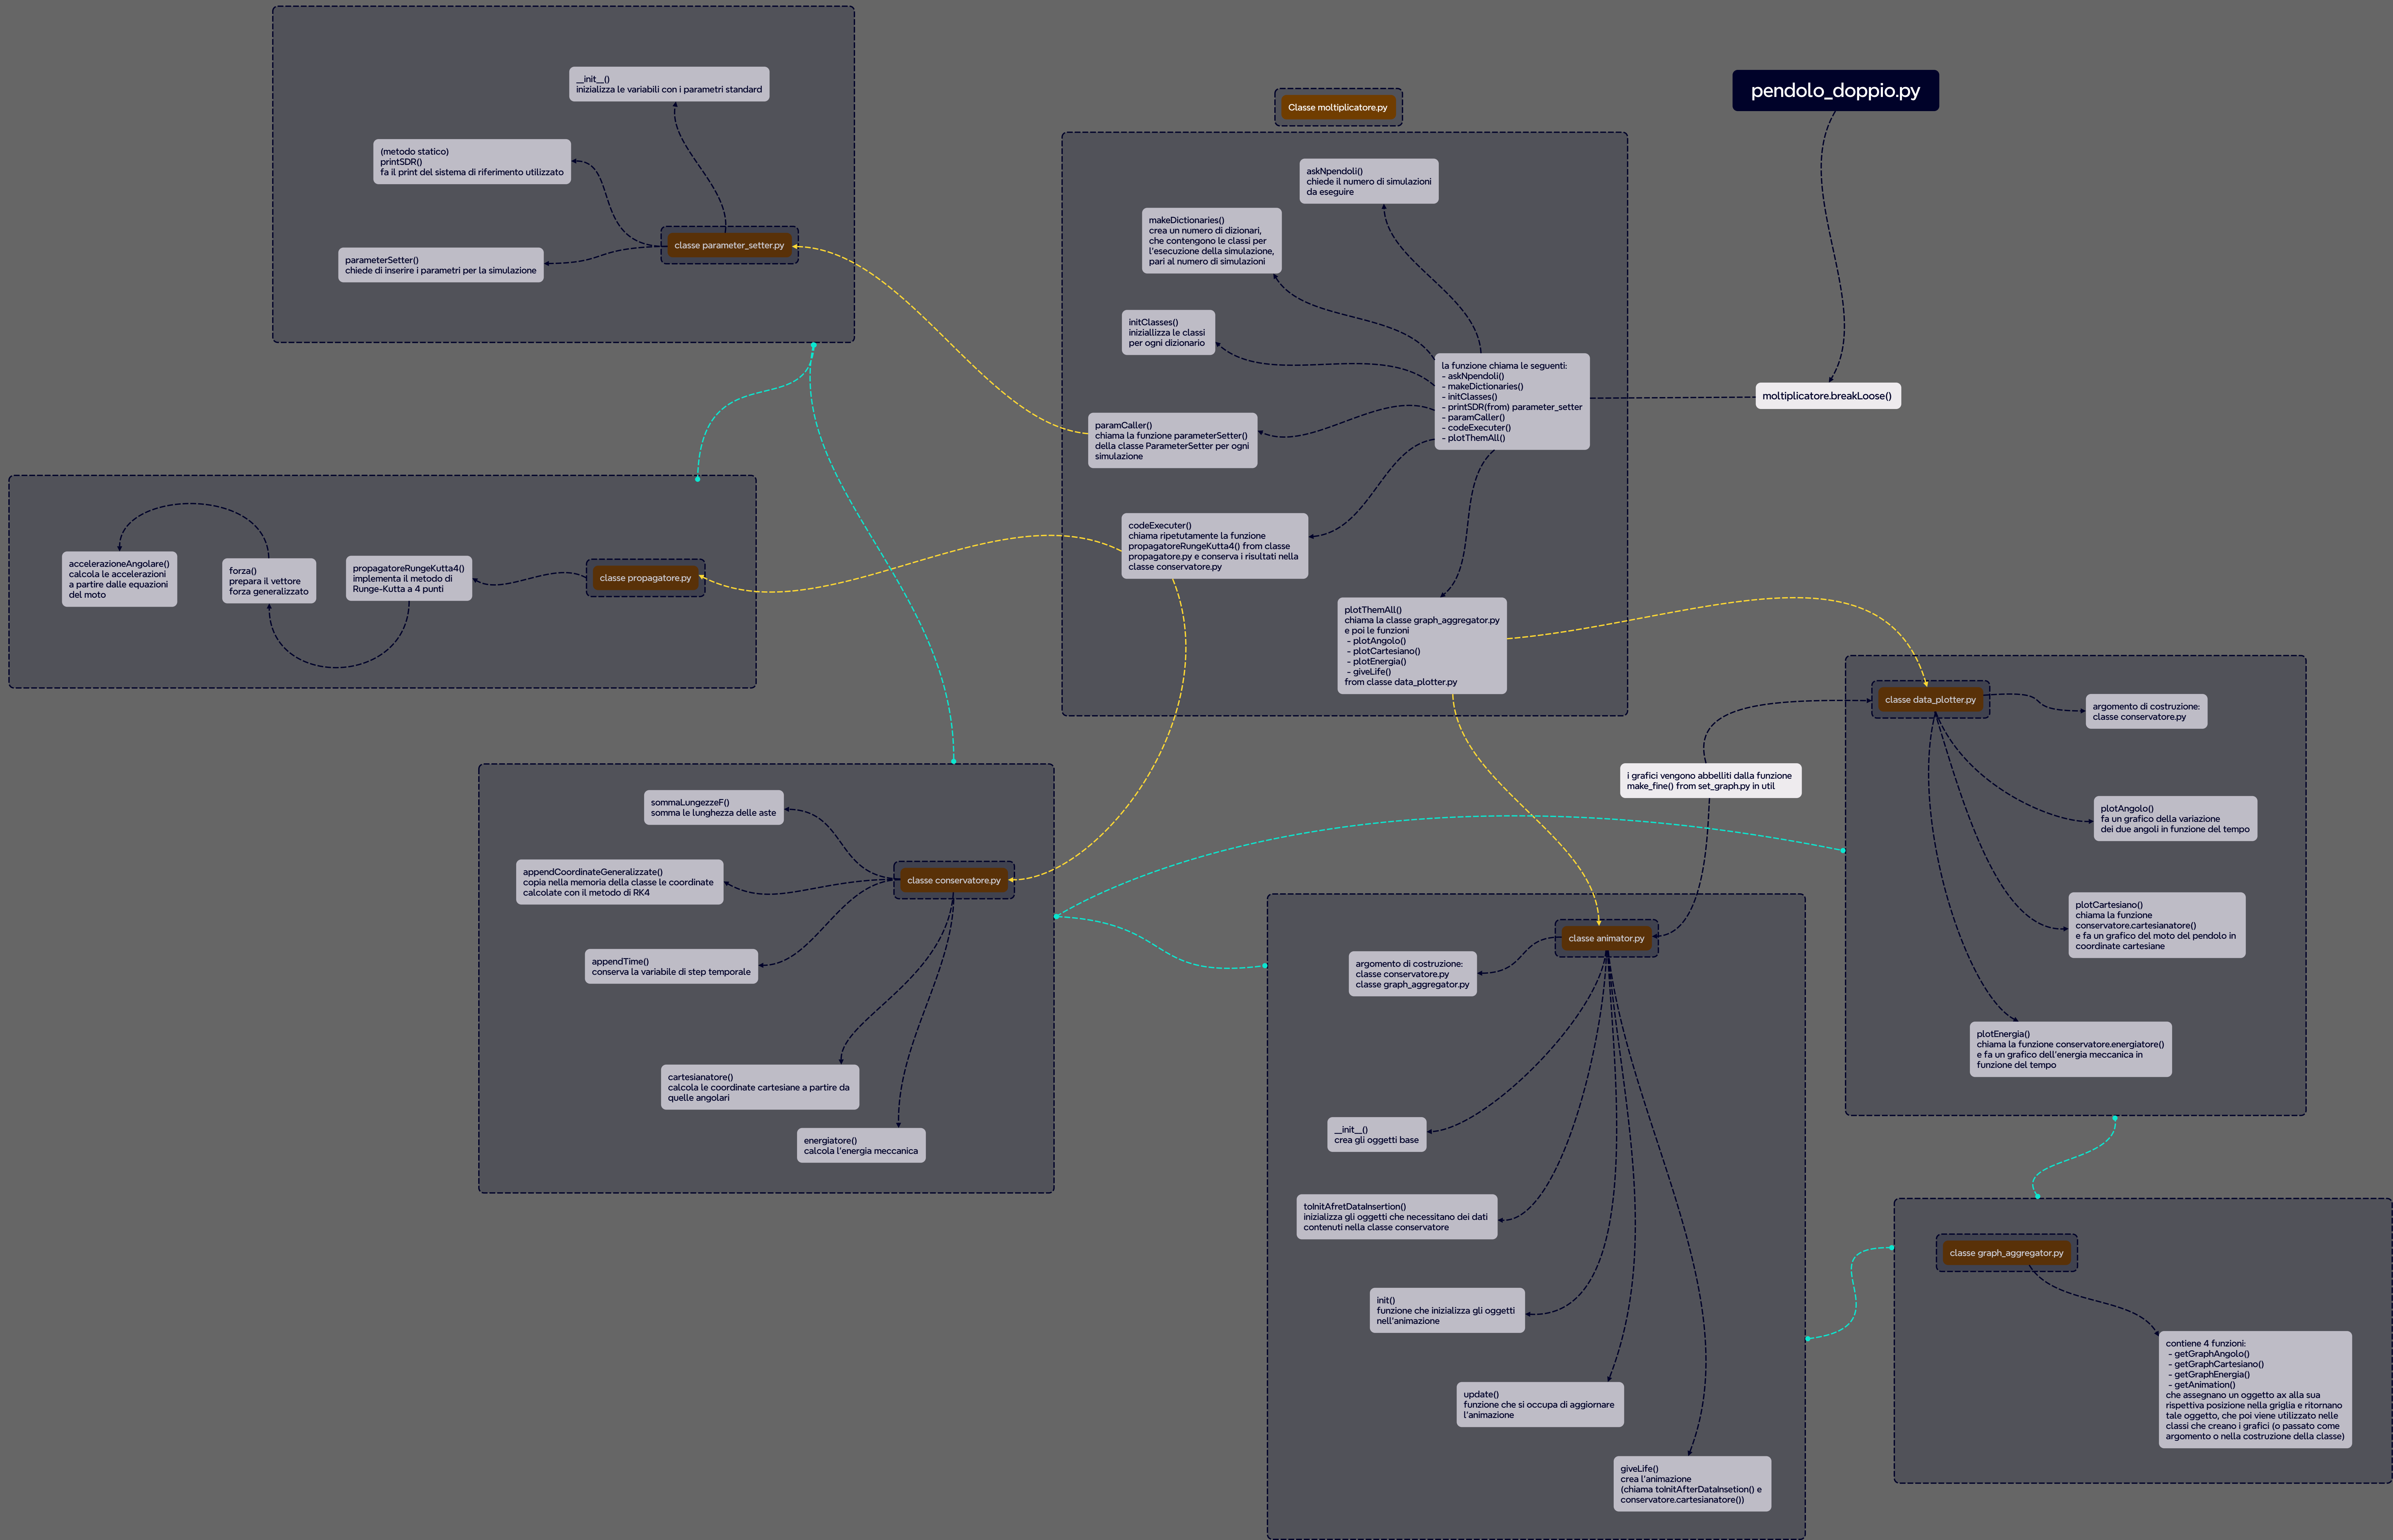 __init__()
inizializza le variabili con i parametri standard
(metodo statico)
printSDR()
fa il print del sistema di riferimento utilizzato
classe parameter_setter.py
parameterSetter()
chiede di inserire i parametri per la simulazione
Classe moltiplicatore.py
pendolo_doppio.py
askNpendoli()
chiede il numero di simulazioni
da eseguire
makeDictionaries()
crea un numero di dizionari,
che contengono le classi per
l'esecuzione della simulazione,
pari al numero di simulazioni
initClasses()
iniziallizza le classi
per ogni dizionario
la funzione chiama le seguenti:
- askNpendoli()
- makeDictionaries()
- initClasses()
- printSDR(from) parameter_setter
- paramCaller()
- codeExecuter()
- plotThemAll()
moltiplicatore.breakLoose()
paramCaller()
chiama la funzione parameterSetter()
della classe ParameterSetter per ogni
simulazione
codeExecuter()
chiama ripetutamente la funzione
propagatoreRungeKutta4() from classe
propagatore.py e conserva i risultati nella
classe conservatore.py
plotThemAll()
chiama la classe graph_aggregator.py
e poi le funzioni
- plotAngolo()
- plotCartesiano()
- plotEnergia()
- giveLife()
from classe data_plotter.py
accelerazioneAngolare()
calcola le accelerazioni
a partire dalle equazioni
del moto
forza()
prepara il vettore
forza generalizzato
propagatoreRungeKutta4()
implementa il metodo di
Runge-Kutta a 4 punti
classe propagatore.py
classe data_plotter.py
argomento di costruzione:
classe conservatore.py
i grafici vengono abbelliti dalla funzione
make_fine() from set_graph.py in util
plotAngolo()
fa un grafico della variazione
dei due angoli in funzione del tempo
plotCartesiano()
chiama la funzione
conservatore.cartesianatore()
e fa un grafico del moto del pendolo in
coordinate cartesiane
plotEnergia()
chiama la funzione conservatore.energiatore()
e fa un grafico dell'energia meccanica in
funzione del tempo
sommaLungezzeF()
somma le lunghezza delle aste
appendCoordinateGeneralizzate()
copia nella memoria della classe le coordinate
calcolate con il metodo di RK4
classe conservatore.py
appendTime()
conserva la variabile di step temporale
cartesianatore()
calcola le coordinate cartesiane a partire da
quelle angolari
energiatore()
calcola l'energia meccanica
classe animator.py
argomento di costruzione:
classe conservatore.py
classe graph_aggregator.py
__init__()
crea gli oggetti base
toInitAfretDataInsertion()
inizializza gli oggetti che necessitano dei dati
contenuti nella classe conservatore
init()
funzione che inizializza gli oggetti
nell'animazione
update()
funzione che si occupa di aggiornare
l'animazione
giveLife()
crea l'animazione
(chiama toInitAfterDataInsetion() e
conservatore.cartesianatore())
classe graph_aggregator.py
contiene 4 funzioni:
- getGraphAngolo()
- getGraphCartesiano()
- getGraphEnergia()
- getAnimation()
che assegnano un oggetto ax alla sua
rispettiva posizione nella griglia e ritornano
tale oggetto, che poi viene utilizzato nelle
classi che creano i grafici (o passato come
argomento o nella costruzione della classe)